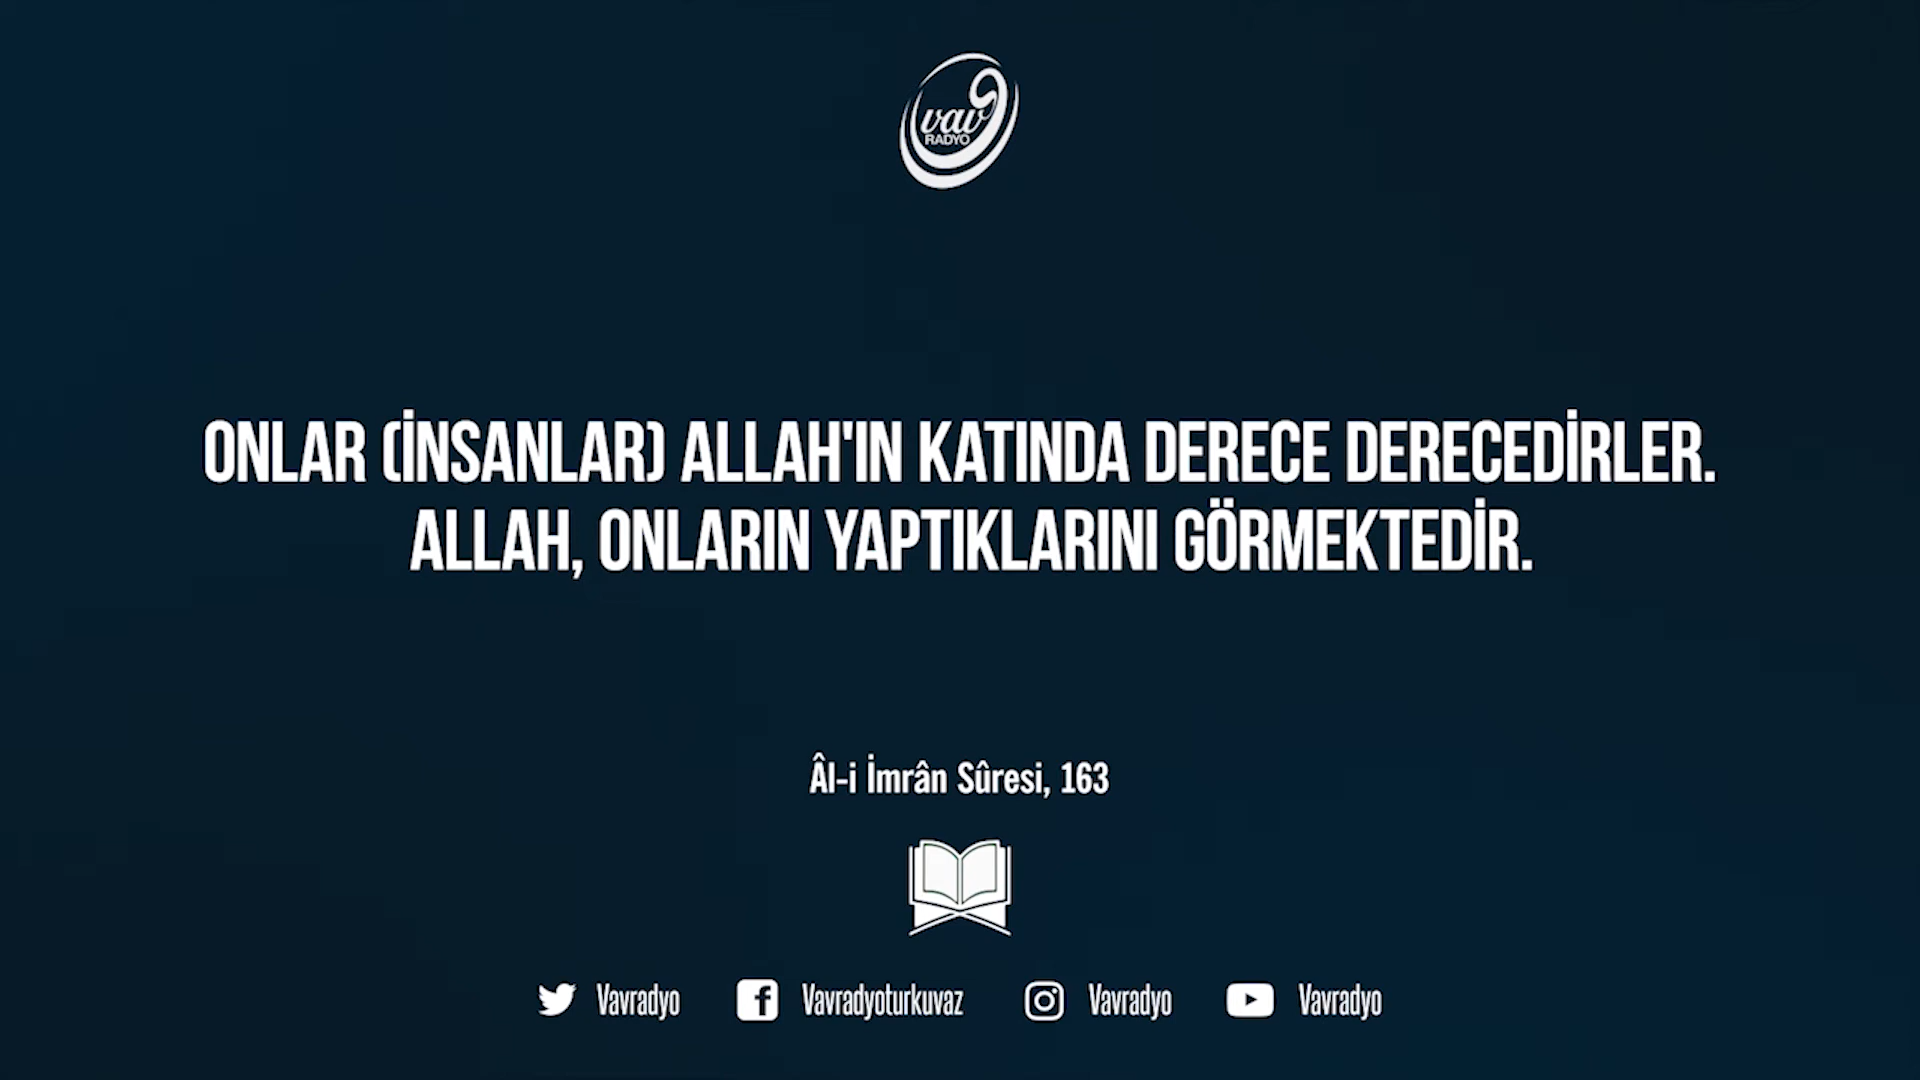 vav
RADYO
ONLAR (İNSANLAR) ALLAH'IN KATINDA DERECE DERECEDİRLER.
ALLAH, ONLARIN YAPTIKLARINI GÖRMEKTEDİR.
Âl-i İmrân Sûresi, 163
Vavradyo Vavradyoturkuvaz Vavradyo Vavradyo